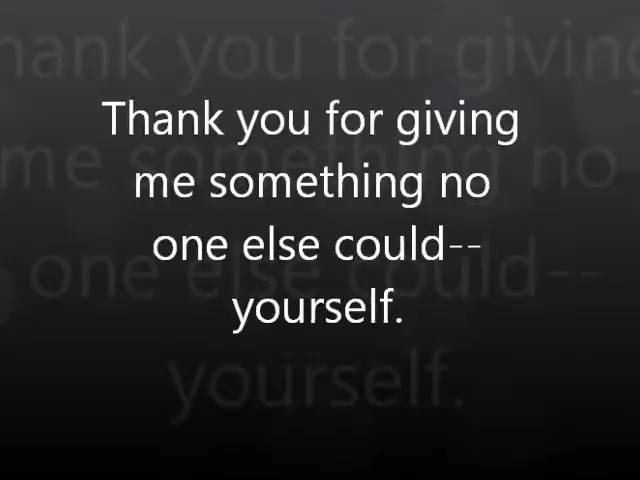 Thank you for giving
me something no
one else could--
yourself.